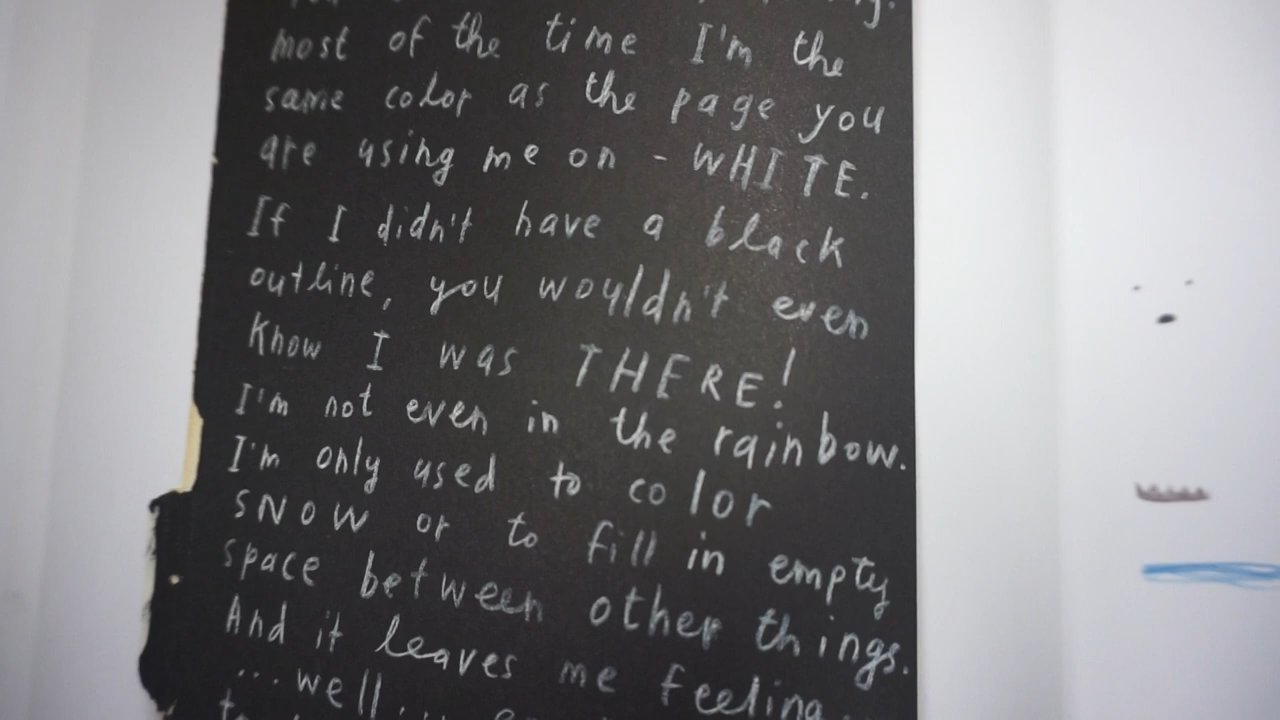 most of the time I'm the
same color as the page you
are using me on - WHITE.
If I didn't have a black
outline, you wouldn't even
know I was THERE!
I'm not even in the rainbow.
I'm only used to color
SNOW or to fill in empty
space between other things.
And it leaves me feeling..
...well...